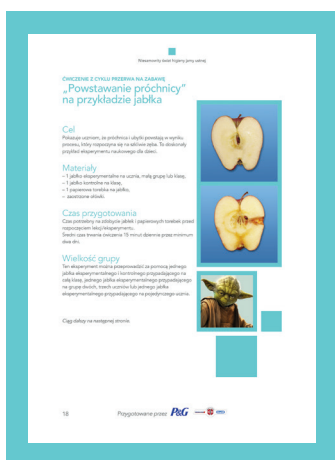 Wiesomordy świat higieny jamy ustnej
ĆWICZENIE Z CYKLU PRZERWA NA ZABAWĘ
„Powstawanie próchnicy”
na przykładzie jabłka
Cel
Pokazuje uczniom, że próchnica i ubytki powstają w wyniku
procesu, który rozpoczyna się na szkliwie zęba. To doskonały
przykład eksperymentu naukowego dla dzieci.
Materiały
– 1 jabłko eksperymentalne na ucznia, małą grupę lub klasę,
– 1 jabłko kontrolne na klasę,
– 1 papierowe torebka na jabłko,
– zaostrzone ołówki.
Czas przygotowania
Czas potrzebny na zdobycie jabłek i papierowych torebek przed
rozpoczęciem lekcji/eksperymentu.
Średni czas trwania ćwiczenia 15 minut dziennie przez minimum
dwa dni.
Wielkość grupy
Ten eksperyment można przeprowadzić za pomocą jednego
jabłka eksperymentalnego i kontrolnego przypadającego na
całą klasę, jednego jabłka eksperymentalnego przypadającego
na grupę dwóch, trzech uczniów lub jednego jabłka
eksperymentalnego przypadającego na pojedynczego ucznia.
Ciąg dalszy na następnej stronie.
18
Przygotowane przez P&G